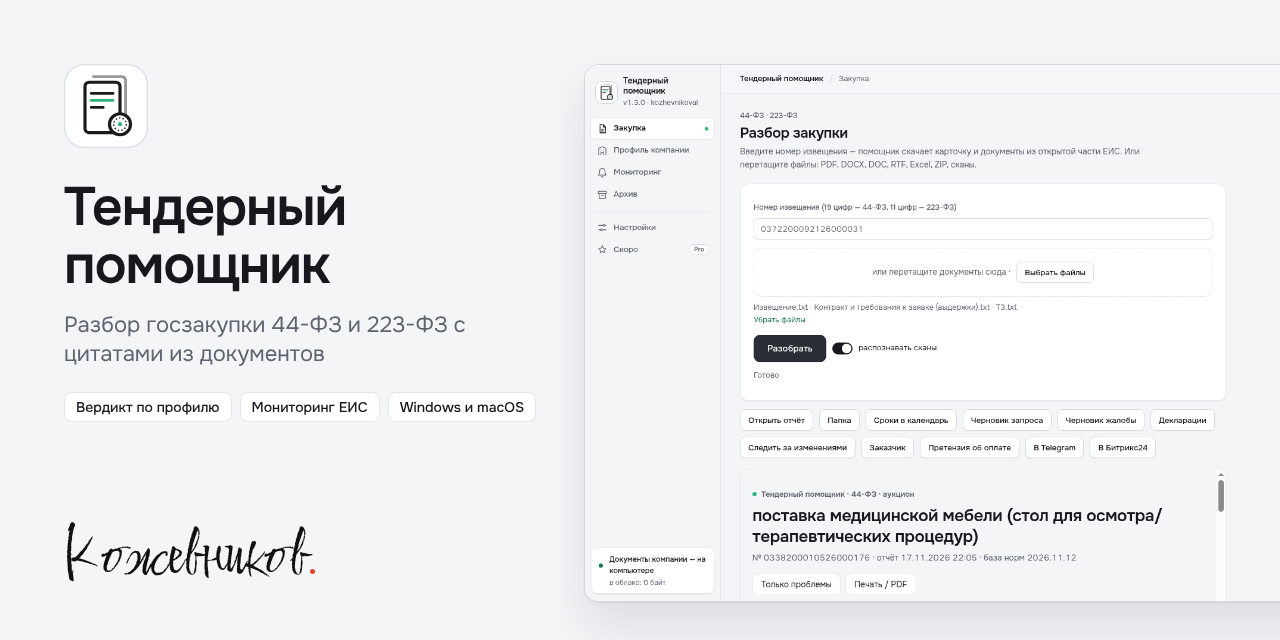 Тендерный
помощник
Разбор госзакупки 44-ФЗ и 223-ФЗ с
цитатами из документов
Вердикт по профилю
Мониторинг ЕИС
Windows и macOS
Кожевников.
Тендерный
помощник
v1.3.0 · kozhevnikovai
Закупка
Профиль компании
Мониторинг
Архив
Настройки
Скоро Pro
Документы компании — на
компьютере
в облако: 0 байт
Тендерный помощник / Закупка
44-ФЗ · 223-ФЗ
Разбор закупки
Введите номер извещения — помощник скачает карточку и документы из открытой части ЕИС. Или
перетащите файлы: PDF, DOCX, DOC, RTF, Excel, ZIP, сканы.
Номер извещения (19 цифр — 44-ФЗ, 11 цифр — 223-ФЗ)
0372200092126000031
или перетащите документы сюда · Выбрать файлы
Извещение.txt · Контракт и требования к заявке (выдержки).txt · ТЗ.txt
Убрать файлы
Разобрать распознавать сканы
Готово
Открыть отчёт Папка Сроки в календарь Черновик запроса Черновик жалобы Декларации
Следить за изменениями Заказчик Претензия об оплате В Telegram В Битрикс24
Тендерный помощник · 44-ФЗ · аукцион
поставка медицинской мебели (стол для осмотра/
терапевтических процедур)
№ 0338200010526000176 · отчёт 17.11.2026 22:05 · база норм 2026.11.12
Только проблемы Печать / PDF